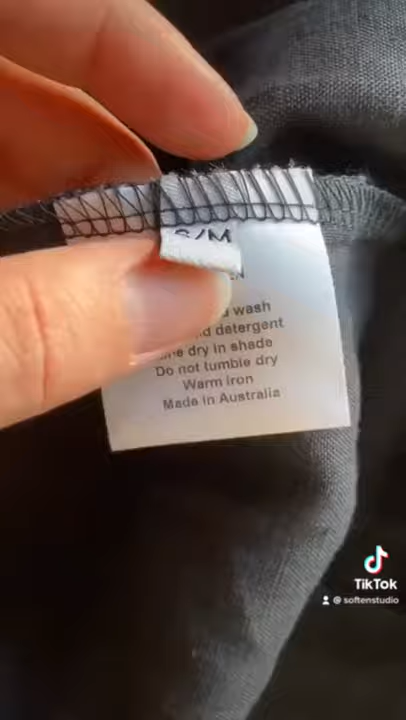 S/M
wash
detergent
dry in shade
Do not tumble dry
Warm iron
Made in Australia
TikTok
@softenstudio